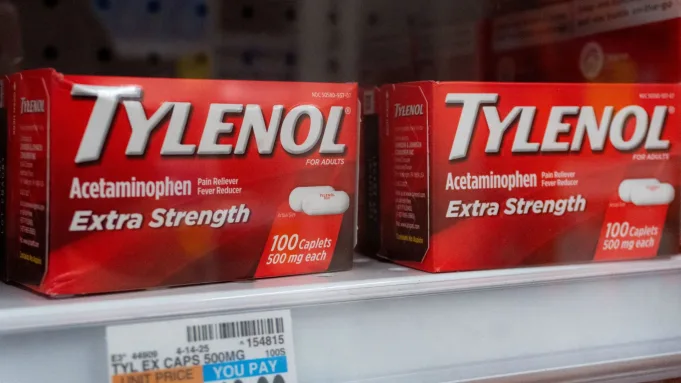 TYLENOL
TYLENOL®
FOR ADULTS
Acetaminophen Pain Reliever
Fever Reducer
Extra Strength
TYLENOL
100 Caplets
500 mg each
TYLENOL
TYLENOL®
FOR ADULTS
Acetaminophen Pain Reliever
Fever Reducer
Extra Strength
100 Caplets
500 mg each
4-14-25
154815
TYL EX CAPS 500MG 100S
UNIT PRICE
YOU PAY